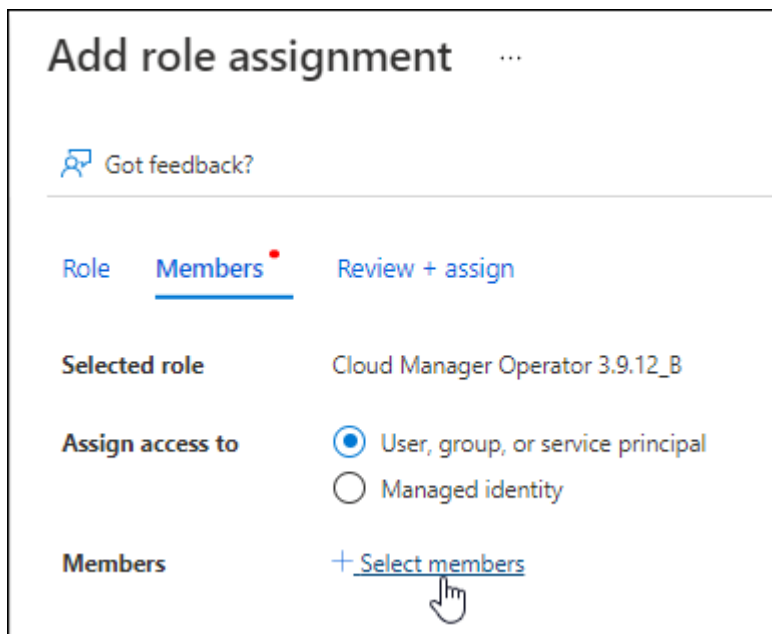 Add role assignment ...
Got feedback?
Role Members Review + assign
Selected role Cloud Manager Operator 3.9.12_B
Assign access to User, group, or service principal
Managed identity
Members + Select members